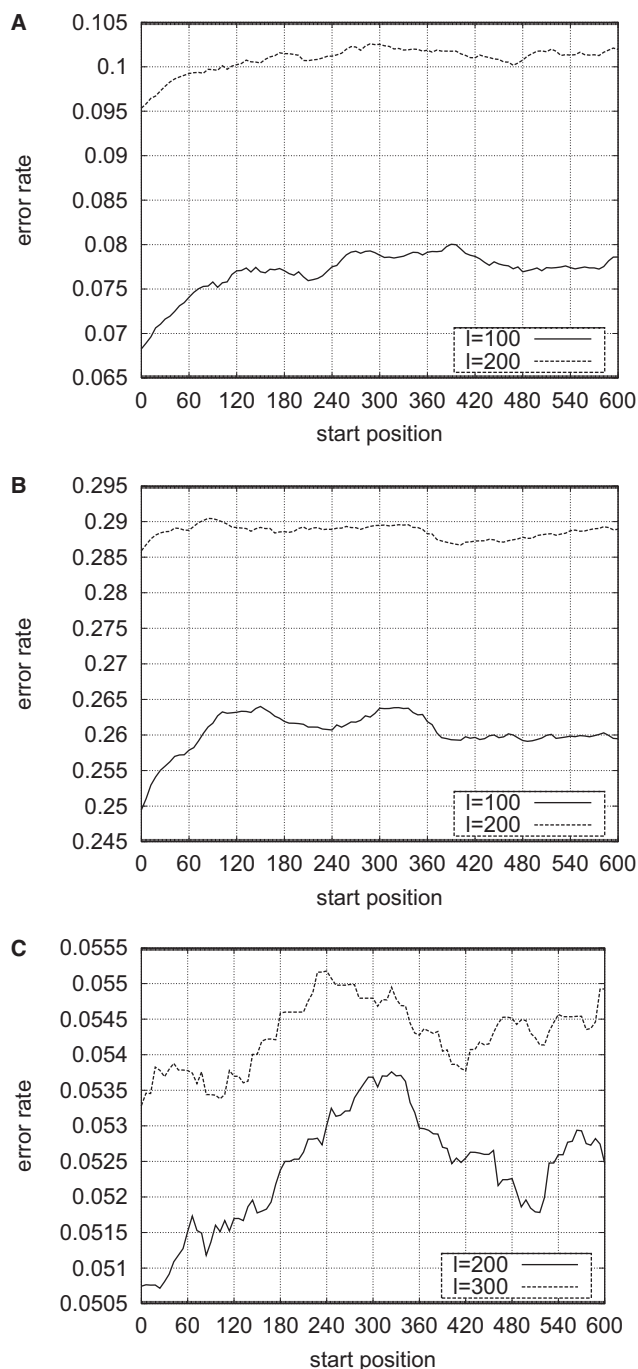 A
0.105
0.1
0.095
0.09
0.085
0.08
0.075
0.07
0.065
error rate
l=100
l=200
0 60 120 180 240 300 360 420 480 540 600
start position
B
0.295
0.29
0.285
0.28
0.275
0.27
0.265
0.26
0.255
0.25
0.245
error rate
l=100
l=200
0 60 120 180 240 300 360 420 480 540 600
start position
C
0.0555
0.055
0.0545
0.054
0.0535
0.053
0.0525
0.052
0.0515
0.051
0.0505
error rate
l=200
l=300
0 60 120 180 240 300 360 420 480 540 600
start position